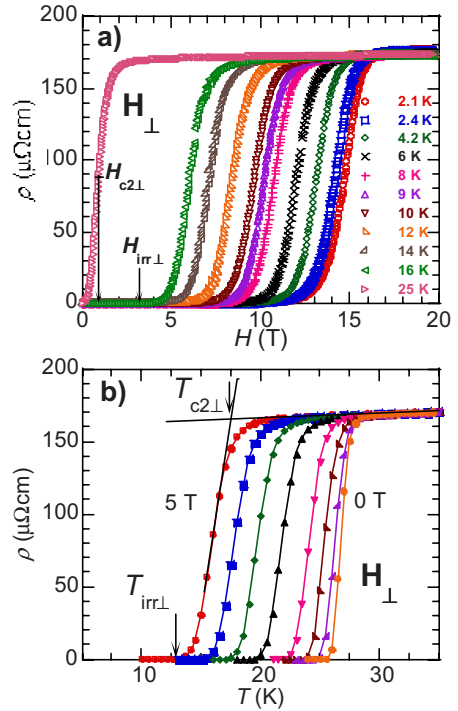 200
a)
H⊥
150
100
50
0
ρ (μΩcm)
Hc2⊥
Hirr⊥
2.1 K
2.4 K
4.2 K
6 K
8 K
9 K
10 K
12 K
14 K
16 K
25 K
0 5 10 15 20
H (T)
200
b)
Tc2⊥
150
5 T
0 T
100
50
0
ρ (μΩcm)
Tirr⊥
H⊥
10 15 20 25 30
T (K)